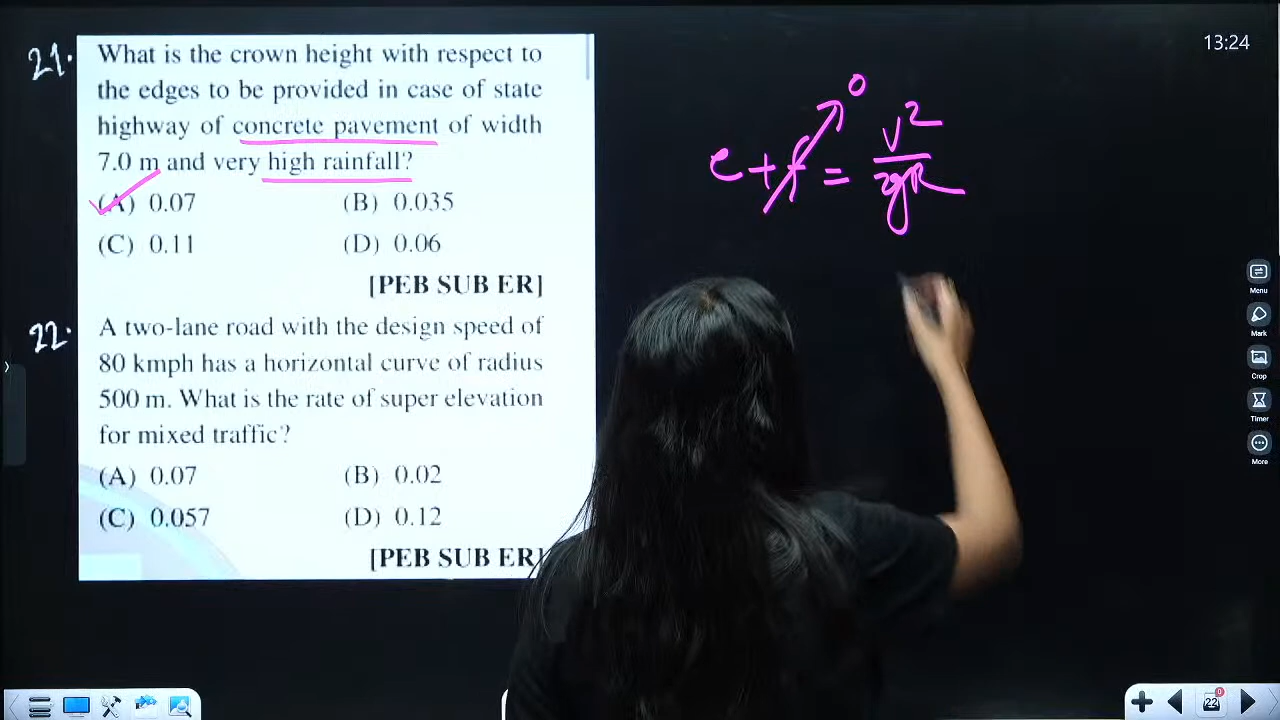 13:24
21.
What is the crown height with respect to
the edges to be provided in case of state
highway of concrete pavement of width
7.0 m and very high rainfall?
(A) 0.07 (B) 0.035
(C) 0.11 (D) 0.06
[PEB SUB ER]
22.
A two-lane road with the design speed of
80 kmph has a horizontal curve of radius
500 m. What is the rate of super elevation
for mixed traffic?
(A) 0.07 (B) 0.02
(C) 0.057 (D) 0.12
[PEB SUB ER]
0
e + f = V²
gR
Menu
Mark
Crop
Timer
More
22
0